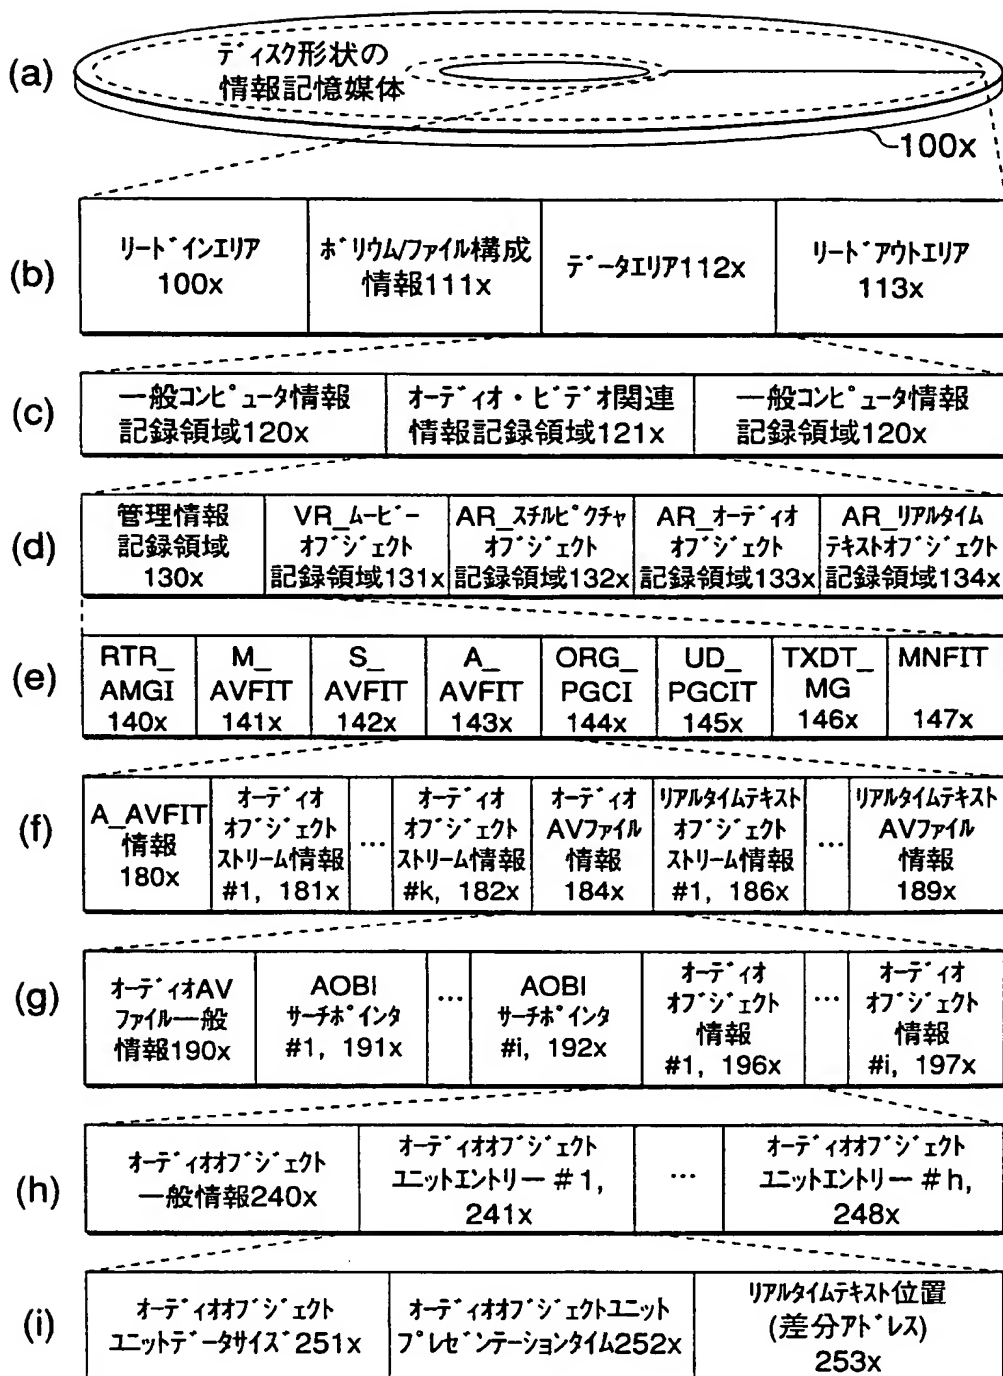 (a)
ディスク形状の
情報記憶媒体
100x
(b)
リードインエリア
100x
ボリウム/ファイル構成
情報111x
データエリア112x
リードアウトエリア
113x
(c)
一般コンピュータ情報
記録領域120x
オーディオ・ビデオ関連
情報記録領域121x
一般コンピュータ情報
記録領域120x
(d)
管理情報
記録領域
130x
VR_ムービー
オブジェクト
記録領域131x
AR_スチルピクチャ
オブジェクト
記録領域132x
AR_オーディオ
オブジェクト
記録領域133x
AR_リアルタイム
テキストオブジェクト
記録領域134x
(e)
RTR_
AMGI
140x
M_
AVFIT
141x
S_
AVFIT
142x
A_
AVFIT
143x
ORG_
PGCI
144x
UD_
PGCIT
145x
TXDT_
MG
146x
MNFIT
147x
(f)
A_AVFIT
情報
180x
オーディオ
オブジェクト
ストリーム情報
#1, 181x
…
オーディオ
オブジェクト
ストリーム情報
#k, 182x
オーディオ
AVファイル
情報
184x
リアルタイムテキスト
オブジェクト
ストリーム情報
#1, 186x
…
リアルタイムテキスト
AVファイル
情報
189x
(g)
オーディオAV
ファイル一般
情報190x
AOBI
サーチポインタ
#1, 191x
…
AOBI
サーチポインタ
#i, 192x
オーディオ
オブジェクト
情報
#1, 196x
…
オーディオ
オブジェクト
情報
#i, 197x
(h)
オーディオオブジェクト
一般情報240x
オーディオオブジェクト
ユニットエントリー#1,
241x
…
オーディオオブジェクト
ユニットエントリー#h,
248x
(i)
オーディオオブジェクト
ユニットデータサイズ251x
オーディオオブジェクトユニット
プレゼンテーションタイム252x
リアルタイムテキスト位置
(差分アドレス)
253x